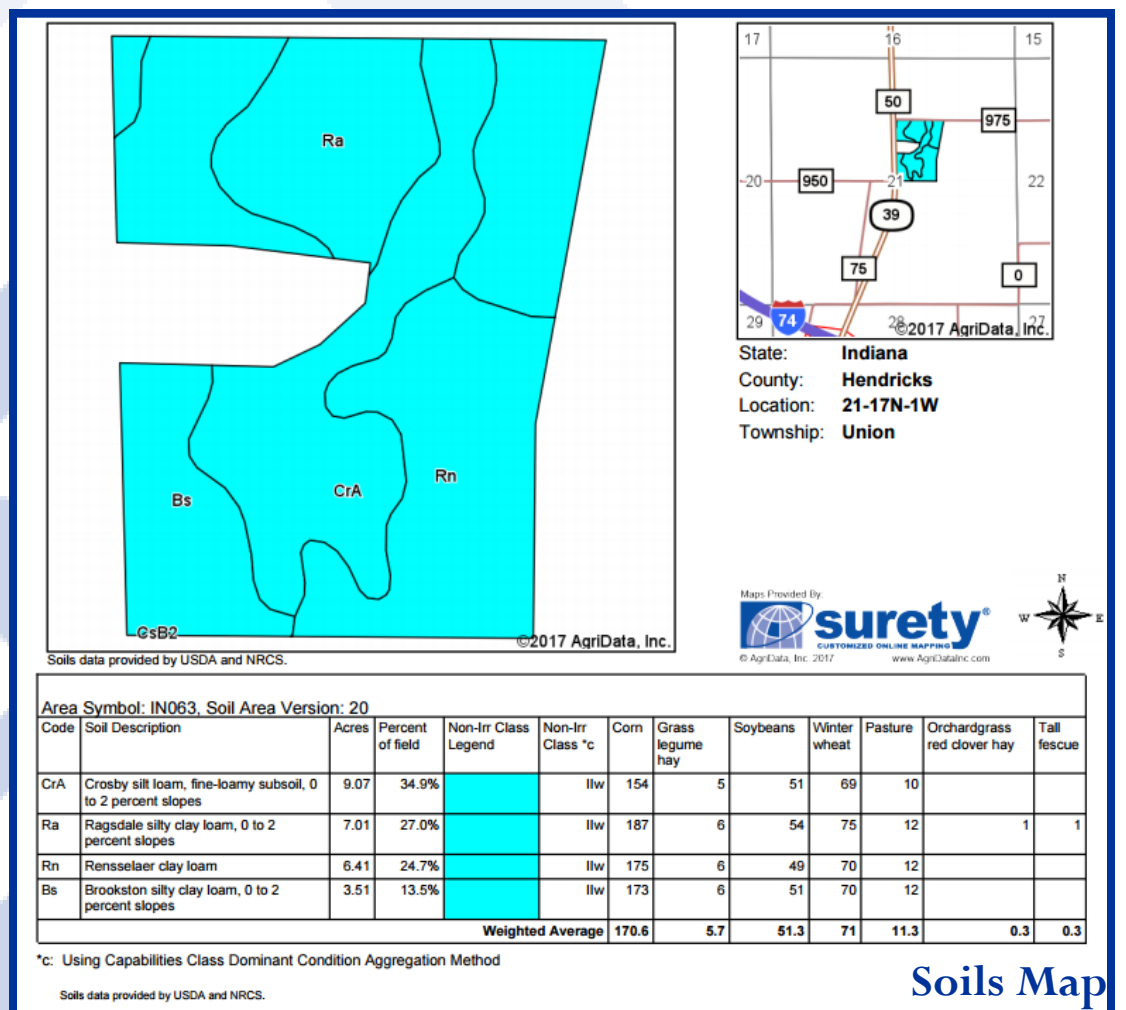 Ra
Rn
CrA
Bs
CsB2
©2017 AgriData, Inc.
Soils data provided by USDA and NRCS.
17 16 15
50
975
20 950 21 22
39
75
0
29 74 28 27
©2017 AgriData, Inc.
State: Indiana
County: Hendricks
Location: 21-17N-1W
Township: Union
Maps Provided By:
surety®
CUSTOMIZED ONLINE MAPPING
© AgriData, Inc. 2017 www.AgriDataInc.com
N
W E
S
Area Symbol: IN063, Soil Area Version: 20
Code Soil Description Acres Percent of field Non-Irr Class Legend Non-Irr Class *c Corn Grass legume hay Soybeans Winter wheat Pasture Orchardgrass red clover hay Tall fescue
CrA Crosby silt loam, fine-loamy subsoil, 0 to 2 percent slopes 9.07 34.9% IIw 154 5 51 69 10
Ra Ragsdale silty clay loam, 0 to 2 percent slopes 7.01 27.0% IIw 187 6 54 75 12 1 1
Rn Rensselaer clay loam 6.41 24.7% IIw 175 6 49 70 12
Bs Brookston silty clay loam, 0 to 2 percent slopes 3.51 13.5% IIw 173 6 51 70 12
Weighted Average 170.6 5.7 51.3 71 11.3 0.3 0.3
*c: Using Capabilities Class Dominant Condition Aggregation Method
Soils data provided by USDA and NRCS.
Soils Map